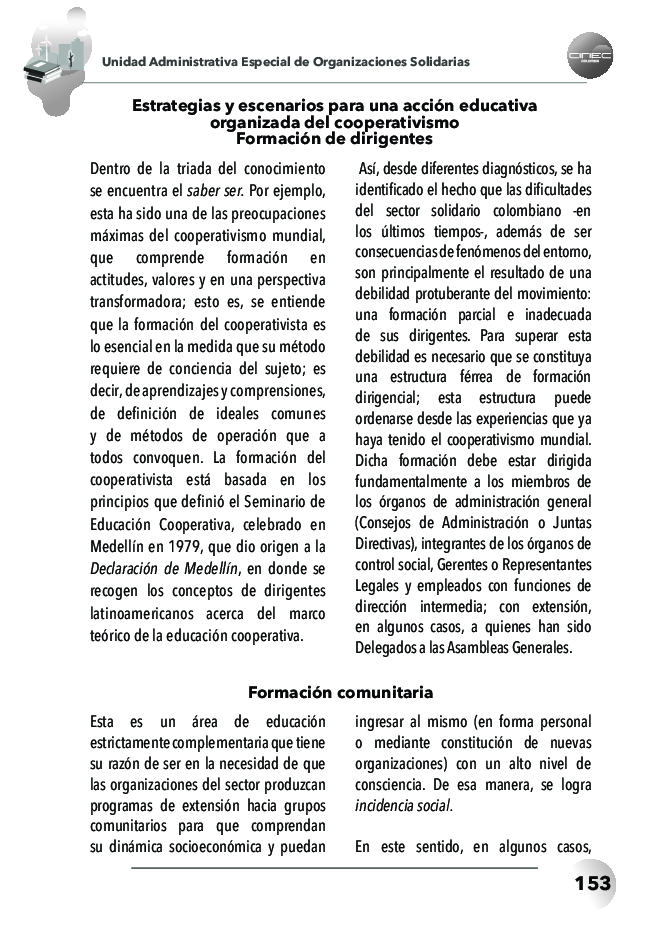 Unidad Administrativa Especial de Organizaciones Solidarias
CINEC
COLOMBIA
Estrategias y escenarios para una acción educativa
organizada del cooperativismo
Formación de dirigentes
Dentro de la triada del conocimiento
se encuentra el saber ser. Por ejemplo,
esta ha sido una de las preocupaciones
máximas del cooperativismo mundial,
que comprende formación en
actitudes, valores y en una perspectiva
transformadora; esto es, se entiende
que la formación del cooperativista es
lo esencial en la medida que su método
requiere de conciencia del sujeto; es
decir, de aprendizajes y comprensiones,
de definición de ideales comunes
y de métodos de operación que a
todos convoquen. La formación del
cooperativista está basada en los
principios que definió el Seminario de
Educación Cooperativa, celebrado en
Medellín en 1979, que dio origen a la
Declaración de Medellín, en donde se
recogen los conceptos de dirigentes
latinoamericanos acerca del marco
teórico de la educación cooperativa.
Así, desde diferentes diagnósticos, se ha
identificado el hecho que las dificultades
del sector solidario colombiano -en
los últimos tiempos-, además de ser
consecuencias de fenómenos del entorno,
son principalmente el resultado de una
debilidad protuberante del movimiento:
una formación parcial e inadecuada
de sus dirigentes. Para superar esta
debilidad es necesario que se constituya
una estructura férrea de formación
dirigencial; esta estructura puede
ordenarse desde las experiencias que ya
haya tenido el cooperativismo mundial.
Dicha formación debe estar dirigida
fundamentalmente a los miembros de
los órganos de administración general
(Consejos de Administración o Juntas
Directivas), integrantes de los órganos de
control social, Gerentes o Representantes
Legales y empleados con funciones de
dirección intermedia; con extensión,
en algunos casos, a quienes han sido
Delegados a las Asambleas Generales.
Formación comunitaria
Esta es un área de educación
estrictamente complementaria que tiene
su razón de ser en la necesidad de que
las organizaciones del sector produzcan
programas de extensión hacia grupos
comunitarios para que comprendan
su dinámica socioeconómica y puedan
ingresar al mismo (en forma personal
o mediante constitución de nuevas
organizaciones) con un alto nivel de
consciencia. De esa manera, se logra
incidencia social.
En este sentido, en algunos casos,
153